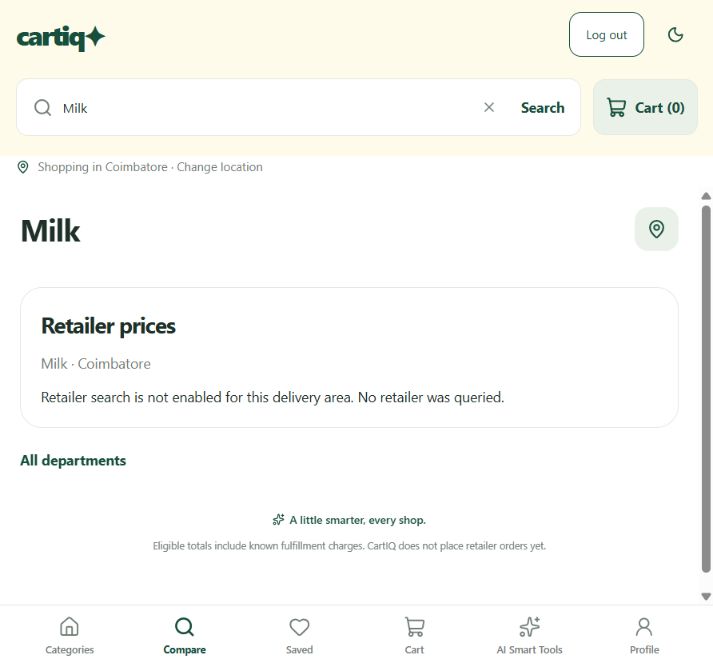 cartiq
Log out
Milk
Search
Cart (0)
Shopping in Coimbatore · Change location
Milk
Retailer prices
Milk · Coimbatore
Retailer search is not enabled for this delivery area. No retailer was queried.
All departments
A little smarter, every shop.
Eligible totals include known fulfillment charges. CartIQ does not place retailer orders yet.
Categories
Compare
Saved
Cart
AI Smart Tools
Profile